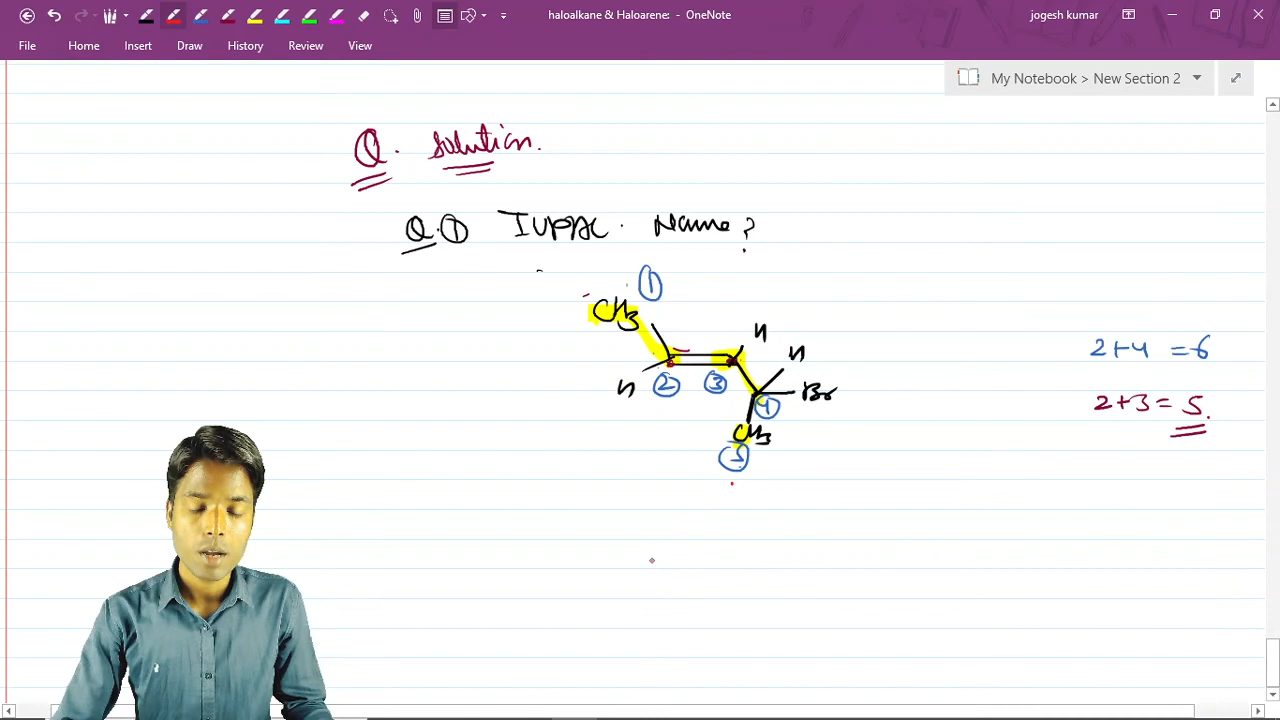 haloalkane & Haloarene: - OneNote
jogesh kumar
File Home Insert Draw History Review View
My Notebook > New Section 2
Q. Solution.
Q.① IUPAC. Name?
①
CH3
H
H
H
② ③
Br
④
CH3
⑤
2+4 =6
2+3= 5.